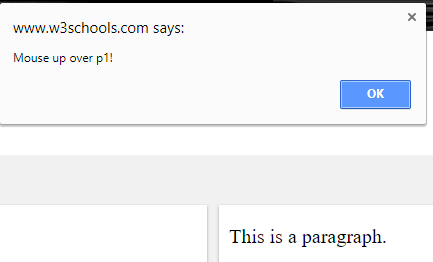 www.w3schools.com says:
Mouse up over p1!
OK
This is a paragraph.